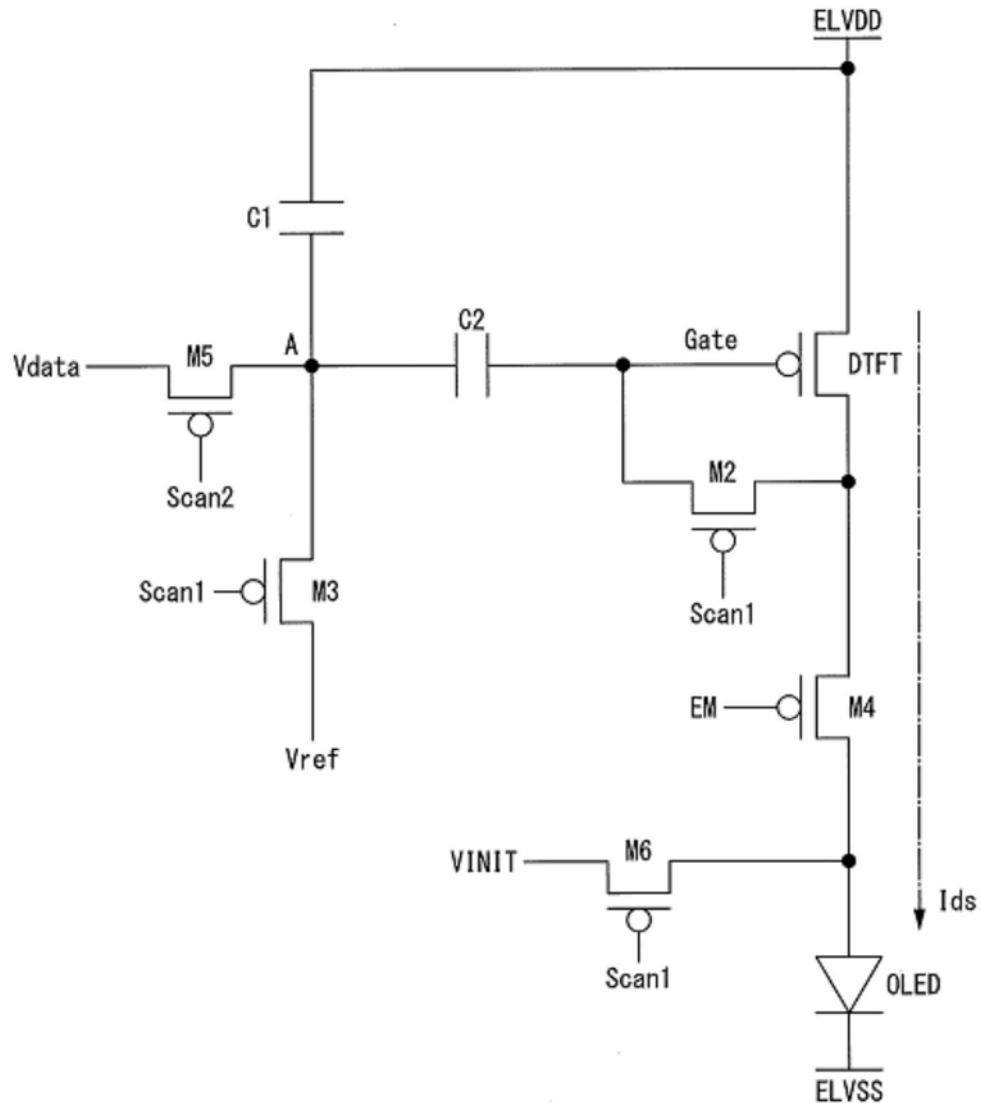 ELVDD
C1
C2
Gate
DTFT
A
M5
Vdata
M2
Scan2
Scan1
M3
Scan1
EM
M4
Vref
M6
VINIT
Ids
Scan1
OLED
ELVSS